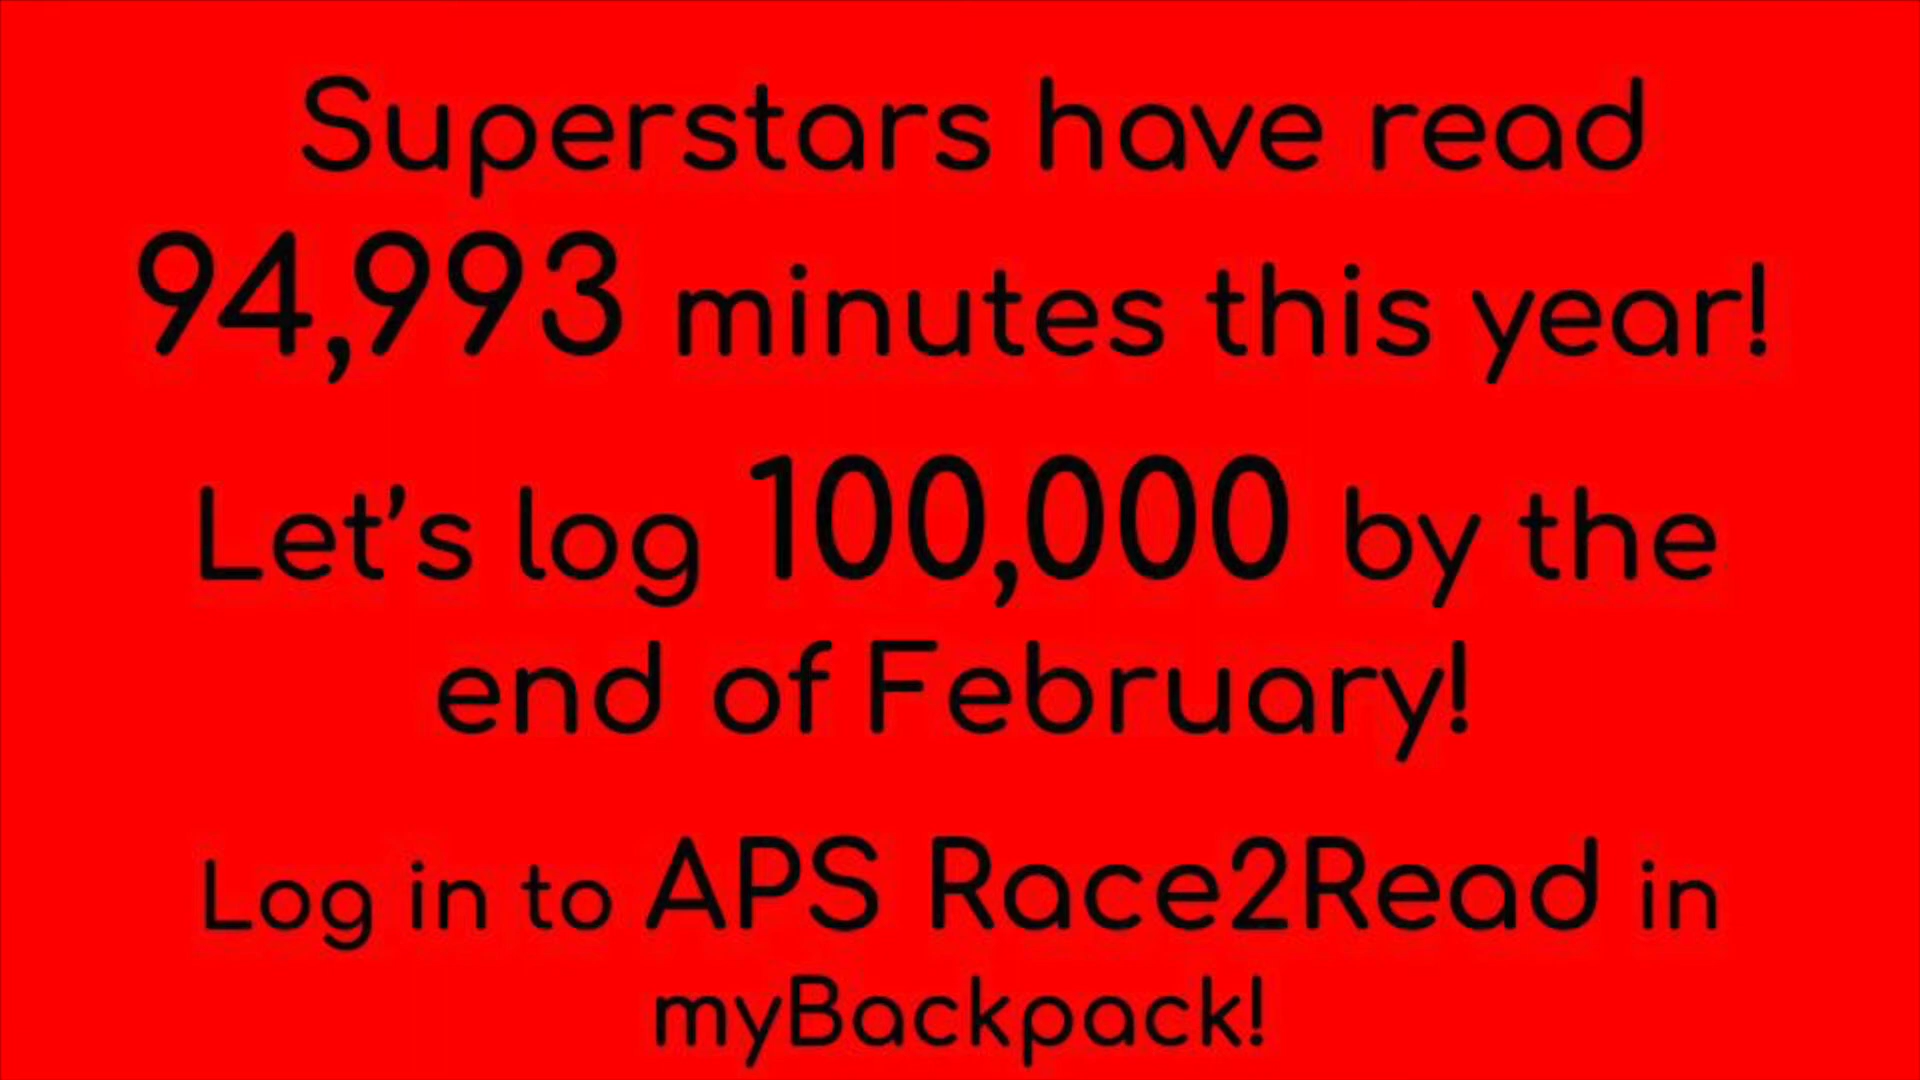 Superstars have read
94,993 minutes this year!
Let’s log 100,000 by the
end of February!
Log in to APS Race2Read in
myBackpack!